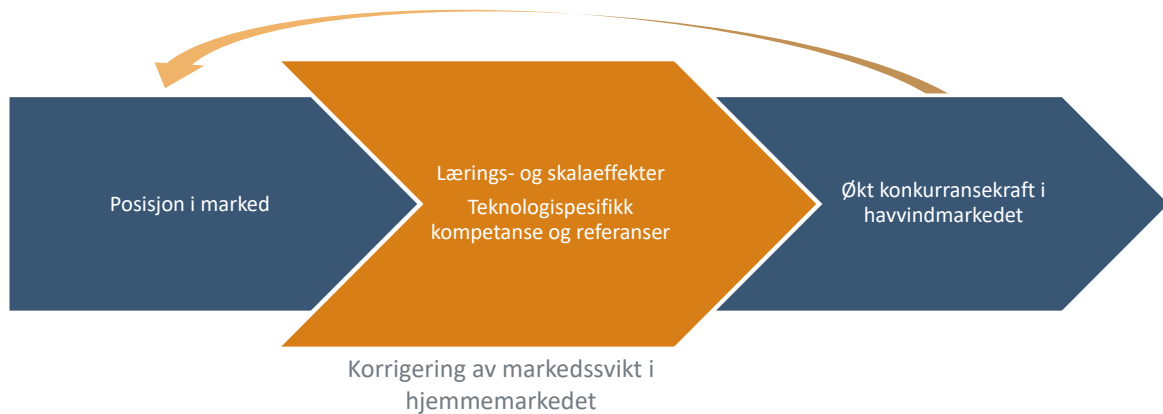 Posisjon i marked
Lærings- og skalaeffekter
Teknologispesifikk
kompetanse og referanser
Økt konkurransekraft i
havvindmarkedet
Korrigering av markedssvikt i
hjemmemarkedet